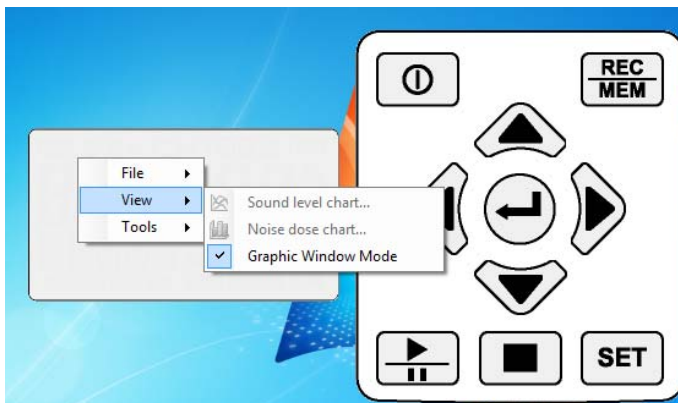 REC
MEM
File
View
Sound level chart...
Tools
Noise dose chart...
Graphic Window Mode
SET